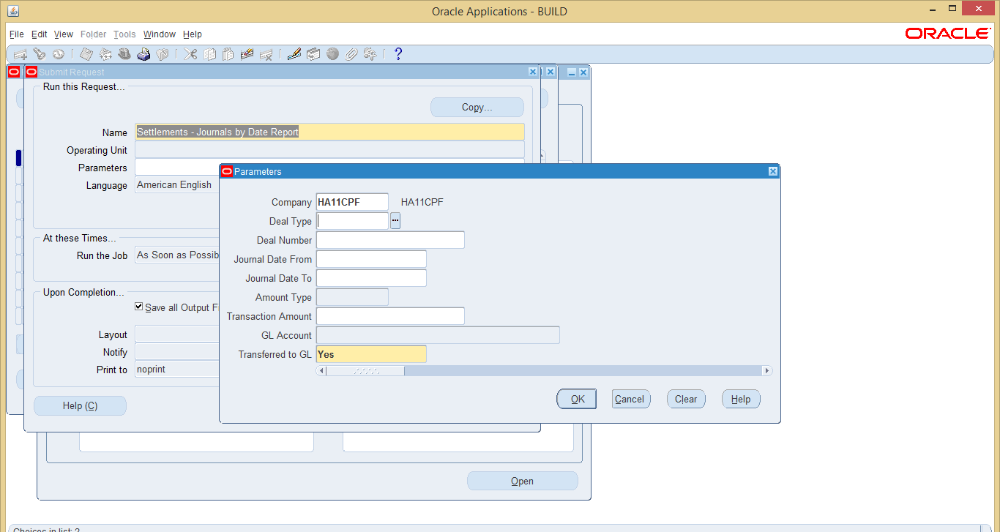 Oracle Applications - BUILD
File Edit View Folder Tools Window Help
ORACLE
Submit Request
Run this Request...
Copy...
Name Settlements - Journals by Date Report
Operating Unit
Parameters
Language American English
At these Times...
Run the Job As Soon as Possib
Upon Completion...
Save all Output F
Layout
Notify
Print to noprint
Help (C)
Parameters
Company HA11CPF HA11CPF
Deal Type
Deal Number
Journal Date From
Journal Date To
Amount Type
Transaction Amount
GL Account
Transferred to GL Yes
OK Cancel Clear Help
Open
Choices in list: 2